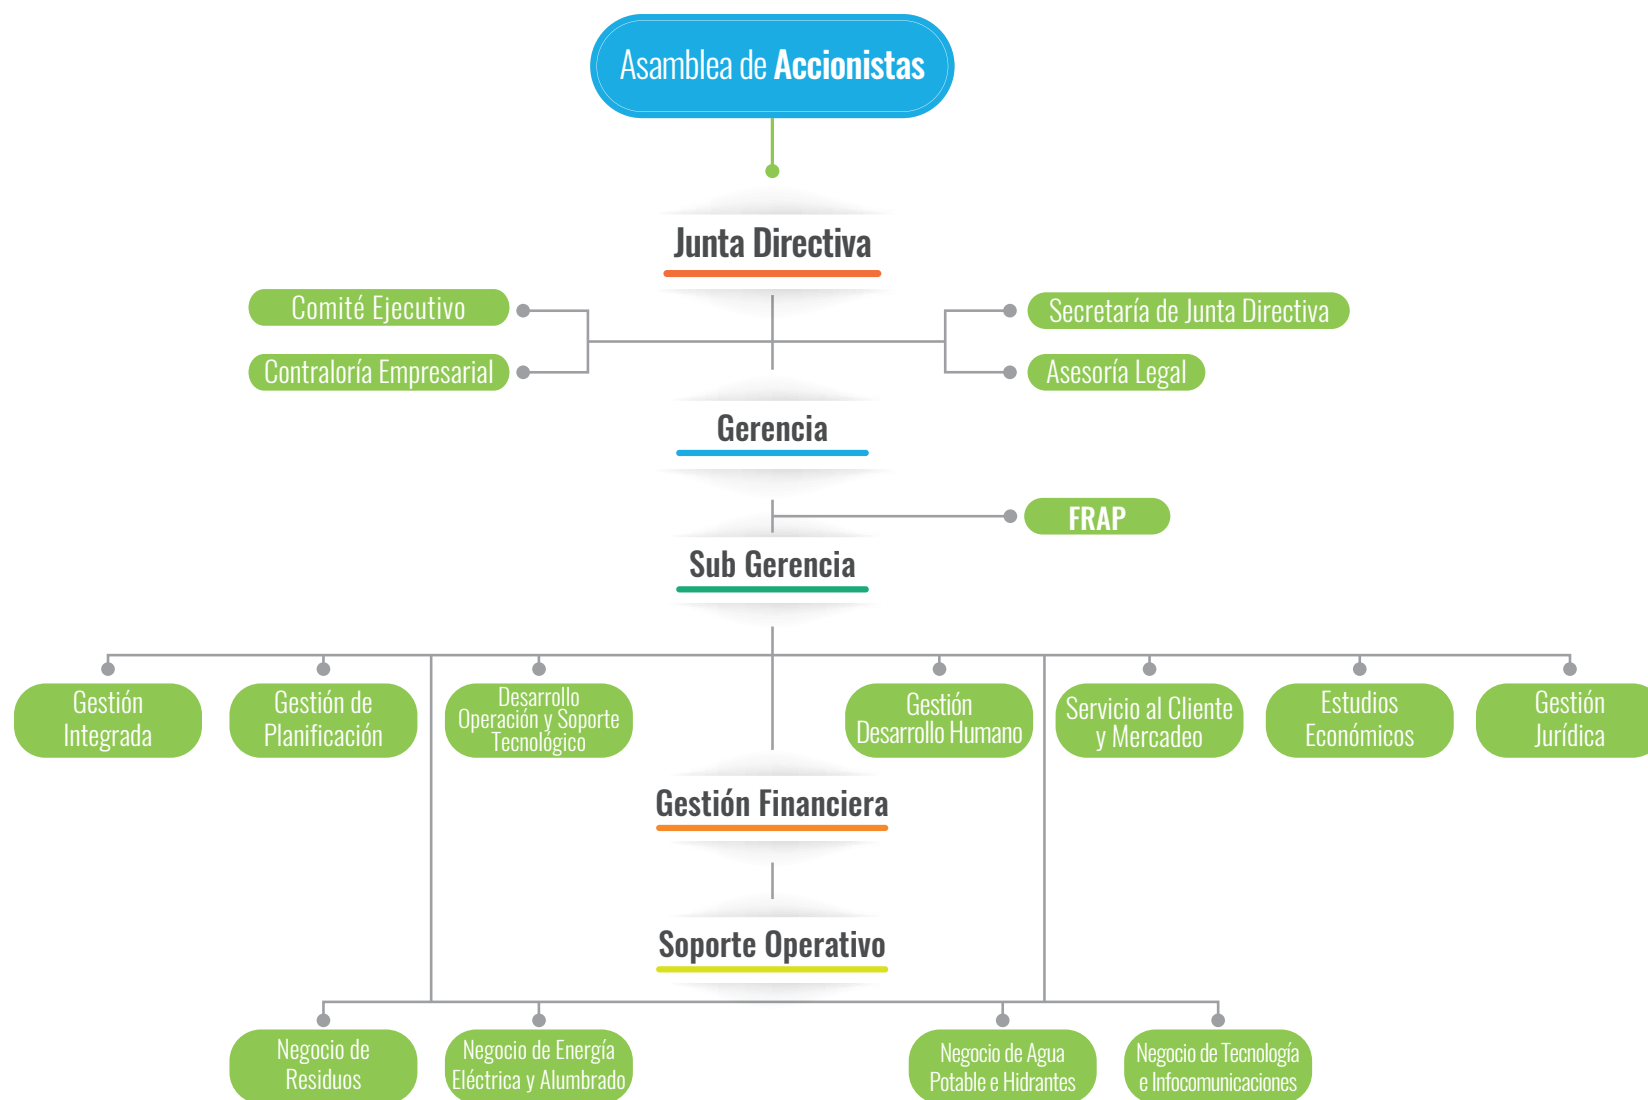 Asamblea de Accionistas
Junta Directiva
Comité Ejecutivo
Secretaría de Junta Directiva
Contraloría Empresarial
Asesoría Legal
Gerencia
FRAP
Sub Gerencia
Gestión
Integrada
Gestión de
Planificación
Desarrollo
Operación y Soporte
Tecnológico
Gestión
Desarrollo Humano
Servicio al Cliente
y Mercadeo
Estudios
Económicos
Gestión
Jurídica
Gestión Financiera
Soporte Operativo
Negocio de
Residuos
Negocio de Energía
Eléctrica y Alumbrado
Negocio de Agua
Potable e Hidrantes
Negocio de Tecnología
e Infocomunicaciones